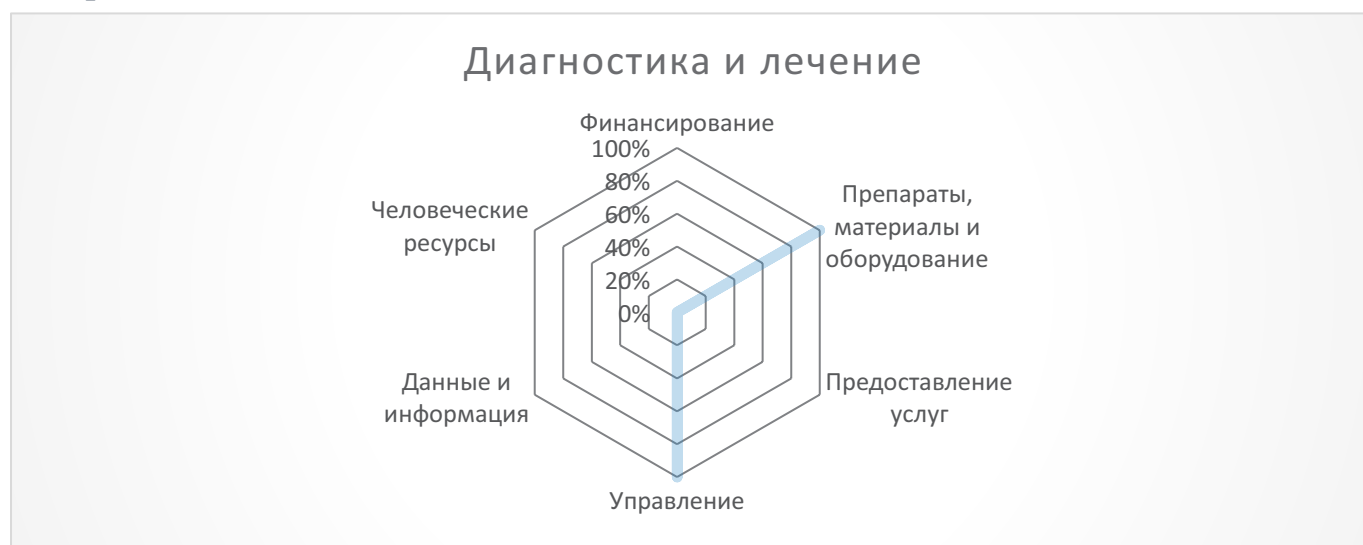 Диагностика и лечение
Финансирование
100%
80%
60%
40%
20%
0%
Препараты,
материалы и
оборудование
Предоставление
услуг
Управление
Данные и
информация
Человеческие
ресурсы